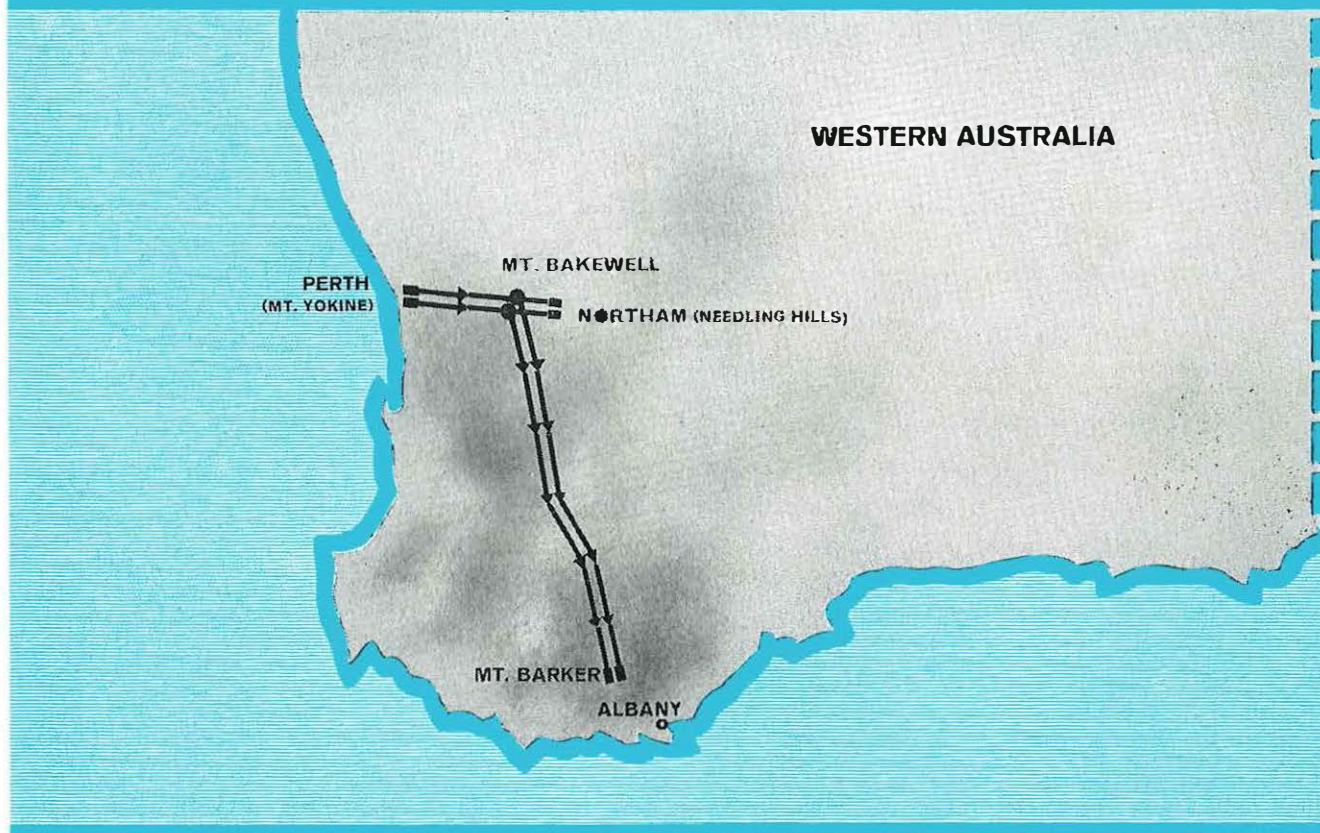 WESTERN AUSTRALIA
MT. BAKEWELL
PERTH
(MT. YOKINE)
NORTHAM (NEEDLING HILLS)
MT. BARKER
ALBANY